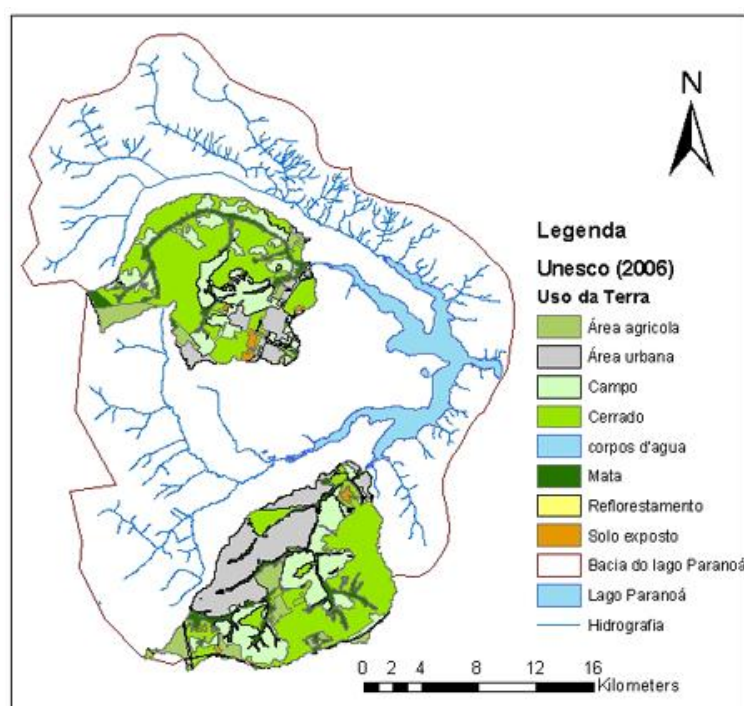 N
Legenda
Unesco (2006)
Uso da Terra
Área agricola
Área urbana
Campo
Cerrado
corpos d'agua
Mata
Reflorestamento
Solo exposto
Bacia do lago Paranoá
Lago Paranoá
Hidrografia
0 2 4 8 12 16
Kilometers